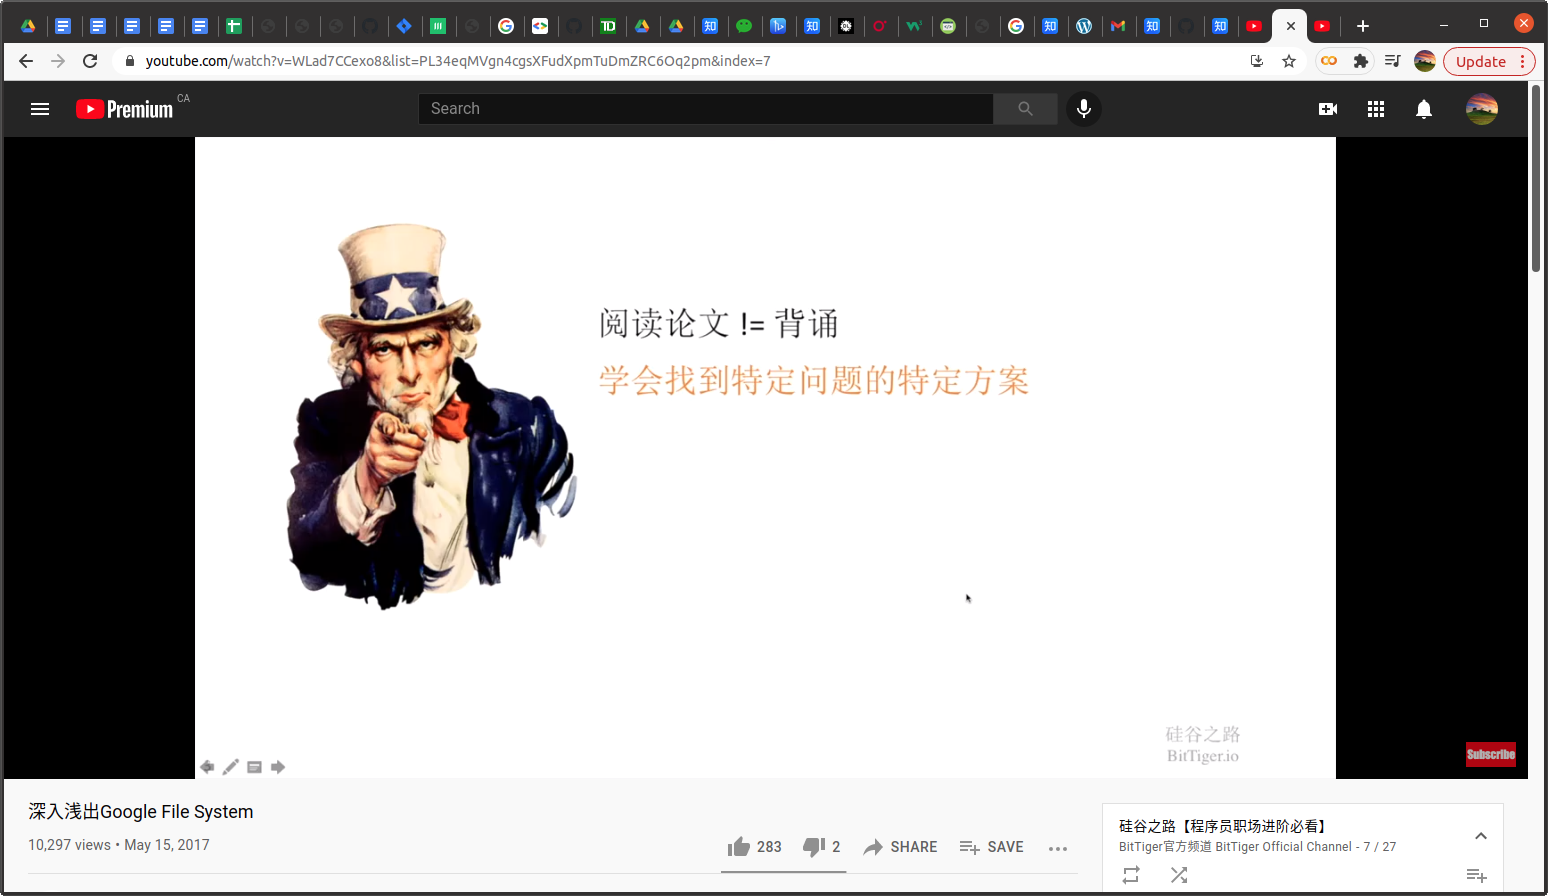 youtube.com/watch?v=WLad7CCexo8&list=PL34eqMVgn4cgsXFudXpmTuDmZRC6Oq2pm&index=7
Update
Premium CA
Search
阅读论文 != 背诵
学会找到特定问题的特定方案
硅谷之路
BitTiger.io
Subscribe
深入浅出Google File System
10,297 views • May 15, 2017
283
2
SHARE
SAVE
硅谷之路【程序员职场进阶必看】
BitTiger官方频道 BitTiger Official Channel - 7 / 27